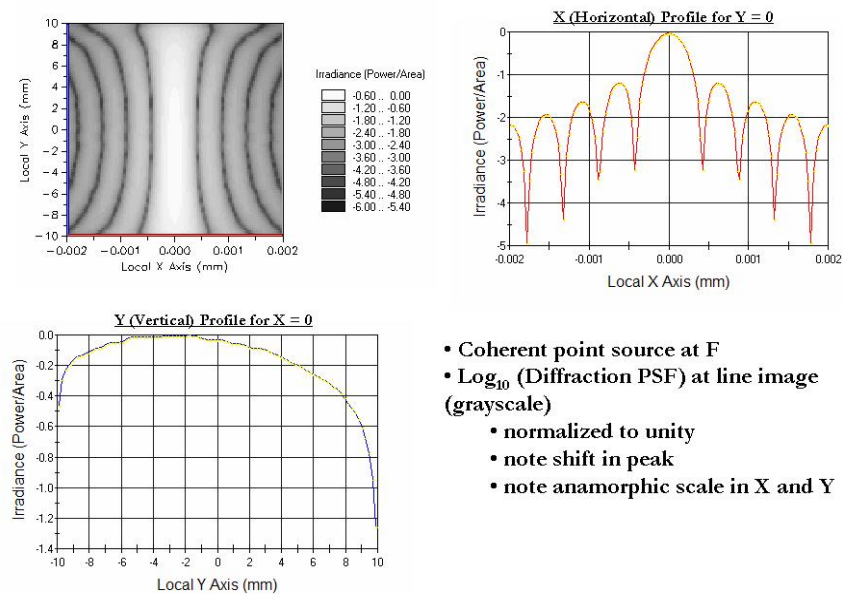 10
8
6
4
2
0
-2
-4
-6
-8
-10
Local Y Axis (mm)
-0.002 -0.001 0.000 0.001 0.002
Local X Axis (mm)
Irradiance (Power/Area)
-0.60 .. 0.00
-1.20 .. -0.60
-1.80 .. -1.20
-2.40 .. -1.80
-3.00 .. -2.40
-3.60 .. -3.00
-4.20 .. -3.60
-4.80 .. -4.20
-5.40 .. -4.80
-6.00 .. -5.40
X (Horizontal) Profile for Y = 0
0
-1
-2
-3
-4
-5
Irradiance (Power/Area)
-0.002 -0.001 0.000 0.001 0.002
Local X Axis (mm)
Y (Vertical) Profile for X = 0
0.0
-0.2
-0.4
-0.6
-0.8
-1.0
-1.2
-1.4
Irradiance (Power/Area)
-10 -8 -6 -4 -2 0 2 4 6 8 10
Local Y Axis (mm)
• Coherent point source at F
• Log₁₀ (Diffraction PSF) at line image
(grayscale)
• normalized to unity
• note shift in peak
• note anamorphic scale in X and Y